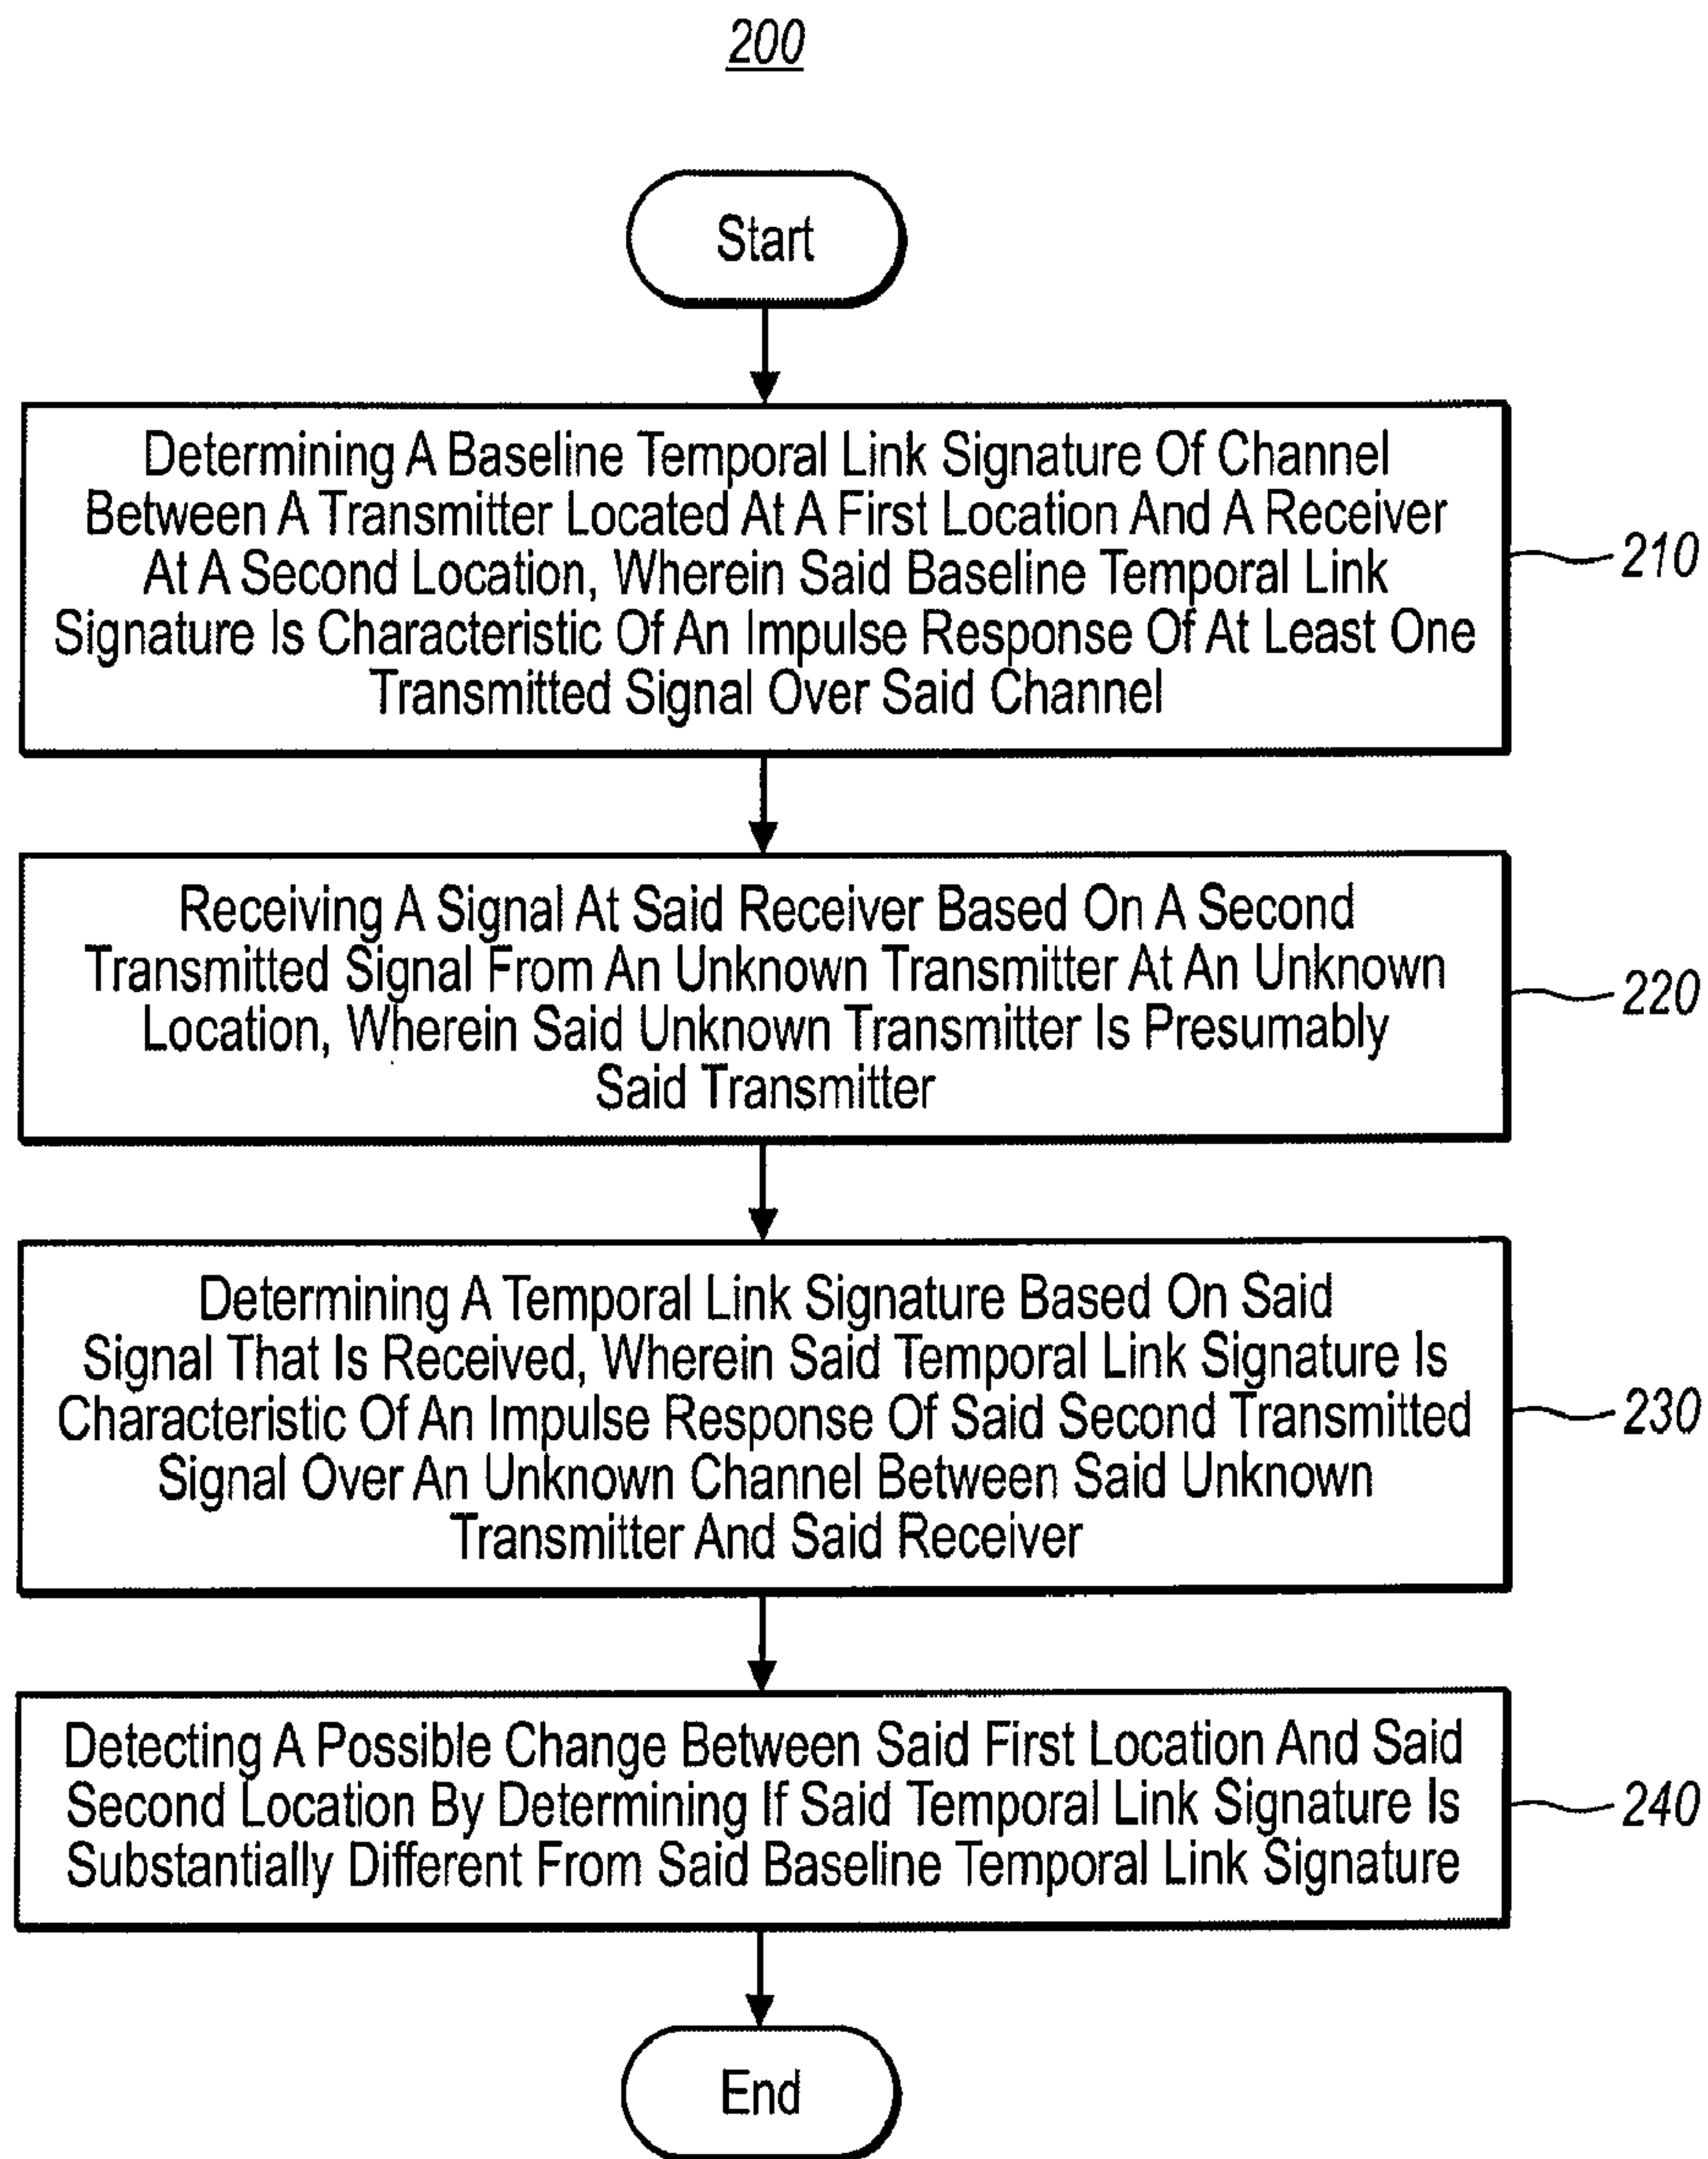 200
Start
Determining A Baseline Temporal Link Signature Of Channel
Between A Transmitter Located At A First Location And A Receiver
At A Second Location, Wherein Said Baseline Temporal Link
Signature Is Characteristic Of An Impulse Response Of At Least One
Transmitted Signal Over Said Channel
210
Receiving A Signal At Said Receiver Based On A Second
Transmitted Signal From An Unknown Transmitter At An Unknown
Location, Wherein Said Unknown Transmitter Is Presumably
Said Transmitter
220
Determining A Temporal Link Signature Based On Said
Signal That Is Received, Wherein Said Temporal Link Signature Is
Characteristic Of An Impulse Response Of Said Second Transmitted
Signal Over An Unknown Channel Between Said Unknown
Transmitter And Said Receiver
230
Detecting A Possible Change Between Said First Location And Said
Second Location By Determining If Said Temporal Link Signature Is
Substantially Different From Said Baseline Temporal Link Signature
240
End